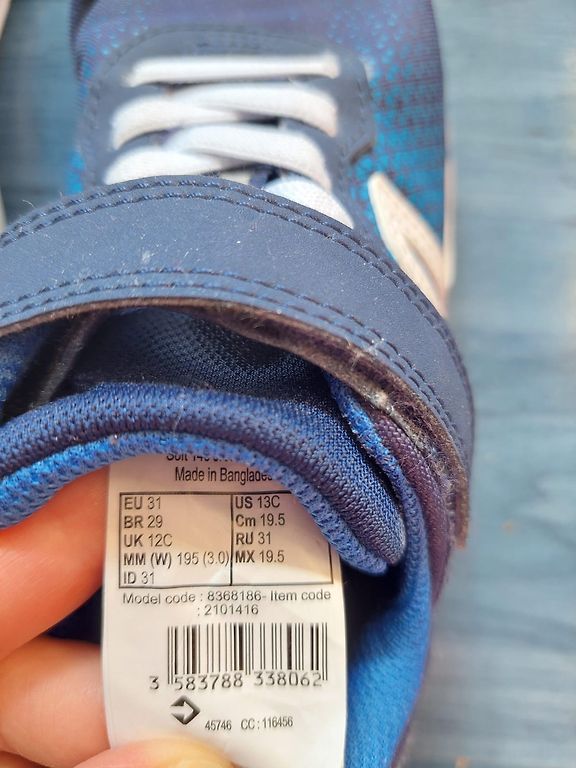 Made in
EU 31 US 13C
BR 29 Cm 19.5
UK 12C RU 31
MM (W) 195 (3.0) MX 19.5
ID 31
Model code : 8368186- Item code
: 2101416
3 583788 338062
45746 CC : 116456